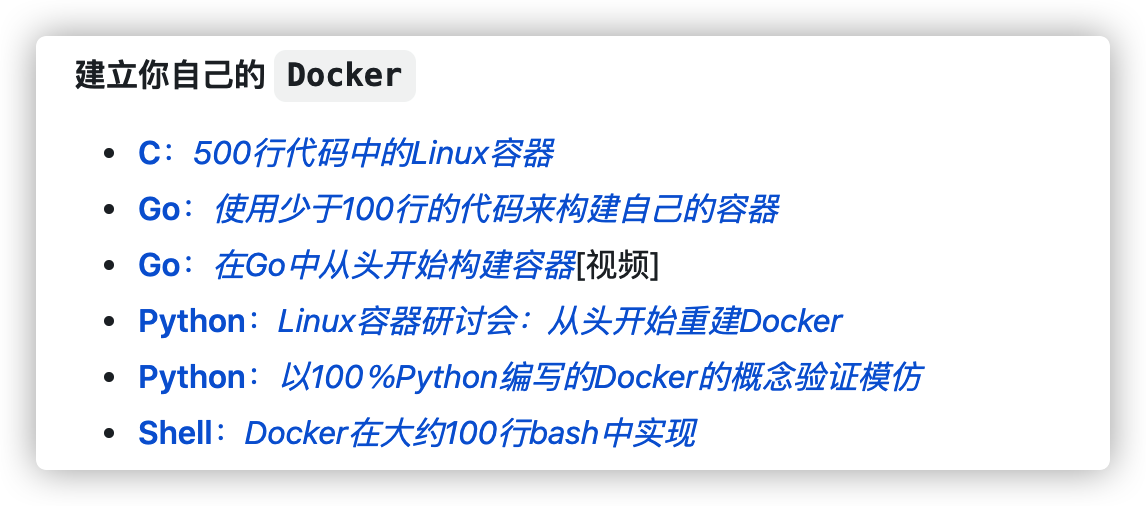 建立你自己的 Docker
C：500行代码中的Linux容器
Go：使用少于100行的代码来构建自己的容器
Go：在Go中从头开始构建容器[视频]
Python：Linux容器研讨会：从头开始重建Docker
Python：以100％Python编写的Docker的概念验证模仿
Shell：Docker在大约100行bash中实现